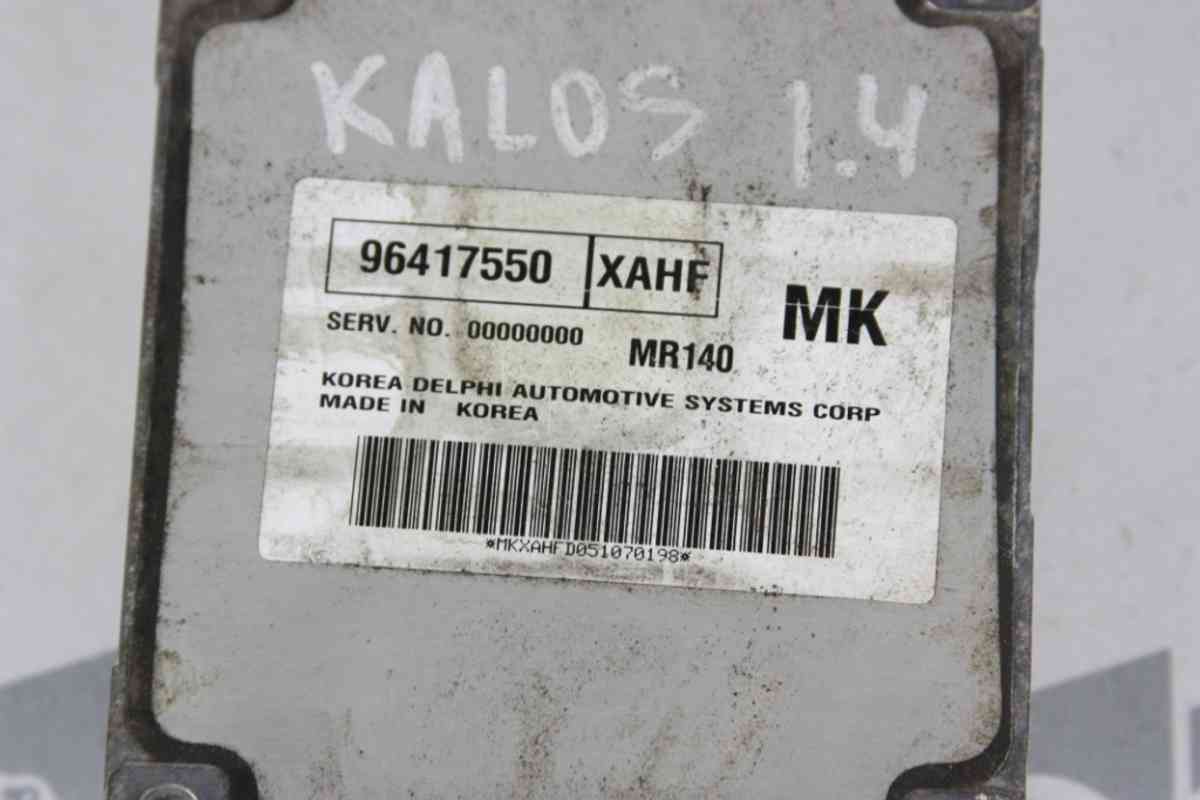 KALOS 1.4
96417550 XAHF
MK
SERV. NO. 00000000 MR140
KOREA DELPHI AUTOMOTIVE SYSTEMS CORP
MADE IN KOREA
*MKXAHFD051070198*